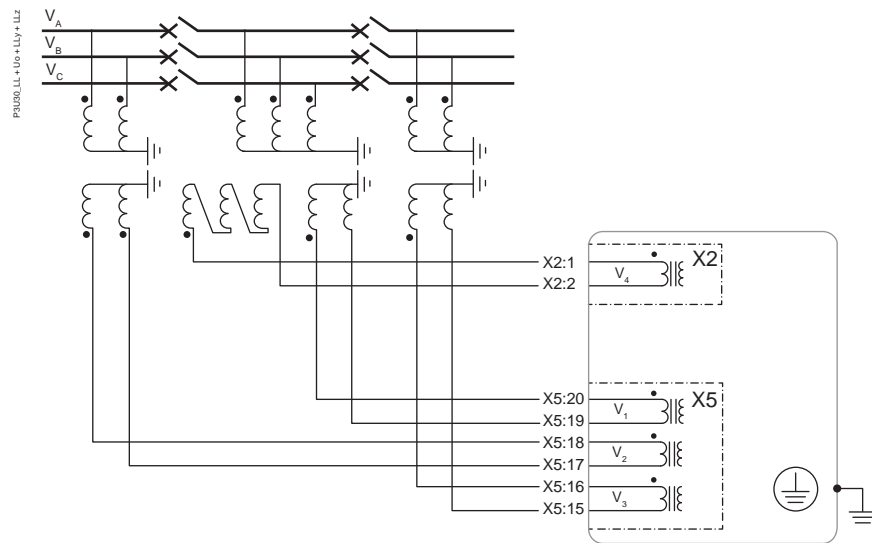 P3U30_LL + Uo + LLy + LLz
VA
VB
VC
X2:1
X2:2
V4
X2
X5:20
X5:19
X5:18
X5:17
X5:16
X5:15
V1
V2
V3
X5